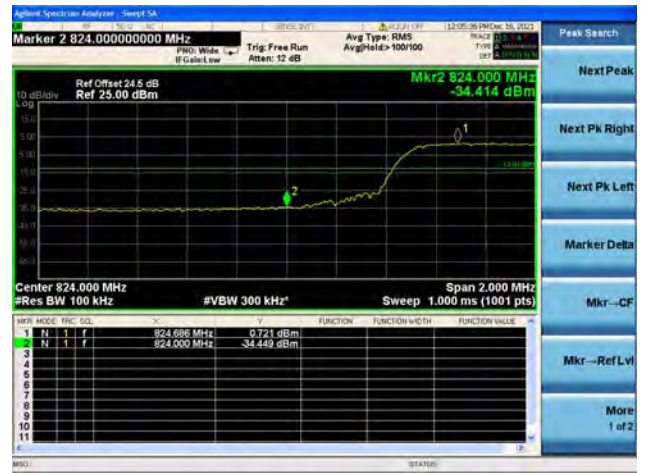 Agilent Spectrum Analyzer - Swept SA
Marker 2 824.000000000 MHz
PNO: Wide
IFGain:Low
Trig: Free Run
Atten: 12 dB
Avg Type: RMS
Avg|Hold:> 100/100
12:05:36 PM Dec 16, 2021
TRACE
TYPE
DET
Peak Search
Ref Offset 24.5 dB
10 dB/div
Ref 25.00 dBm
Log
Mkr2 824.000 MHz
-34.414 dBm
15.0
5.00
1
2
Center 824.000 MHz
#Res BW 100 kHz
#VBW 300 kHz*
Span 2.000 MHz
Sweep 1.000 ms (1001 pts)
MKR MODE TRC SCL X Y FUNCTION FUNCTION WIDTH FUNCTION VALUE
1 N 1 f 824.686 MHz 0.721 dBm
2 N 1 f 824.000 MHz -34.449 dBm
3
4
5
6
7
8
9
10
11
MSG
STATUS
Next Peak
Next Pk Right
Next Pk Left
Marker Delta
Mkr→CF
Mkr→Ref Lvl
More
1 of 2